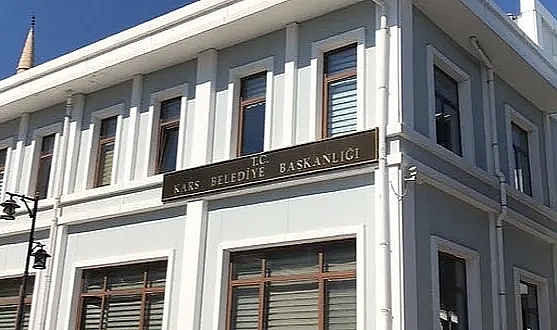 T.C.
KARS BELEDİYE BAŞKANLIĞI